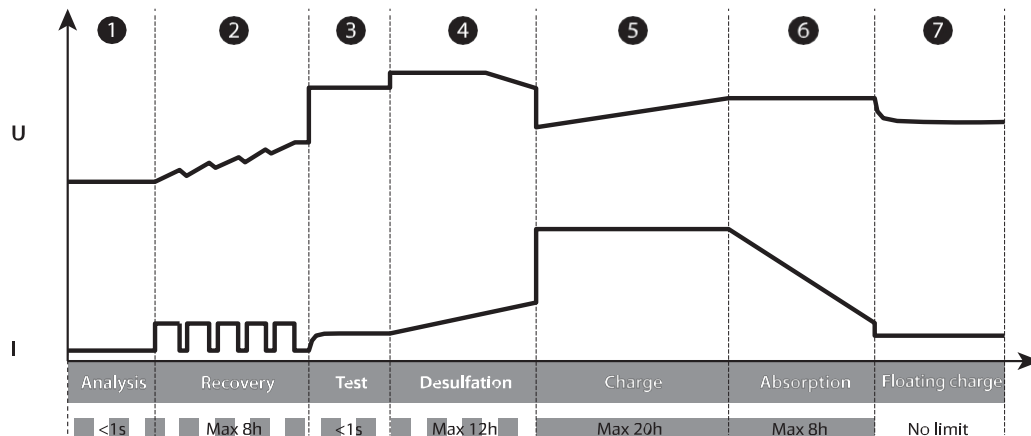 1 2 3 4 5 6 7
U
I
Analysis Recovery Test Desulfation Charge Absorption Floating charge
<1s Max 8h <1s Max 12h Max 20h Max 8h No limit